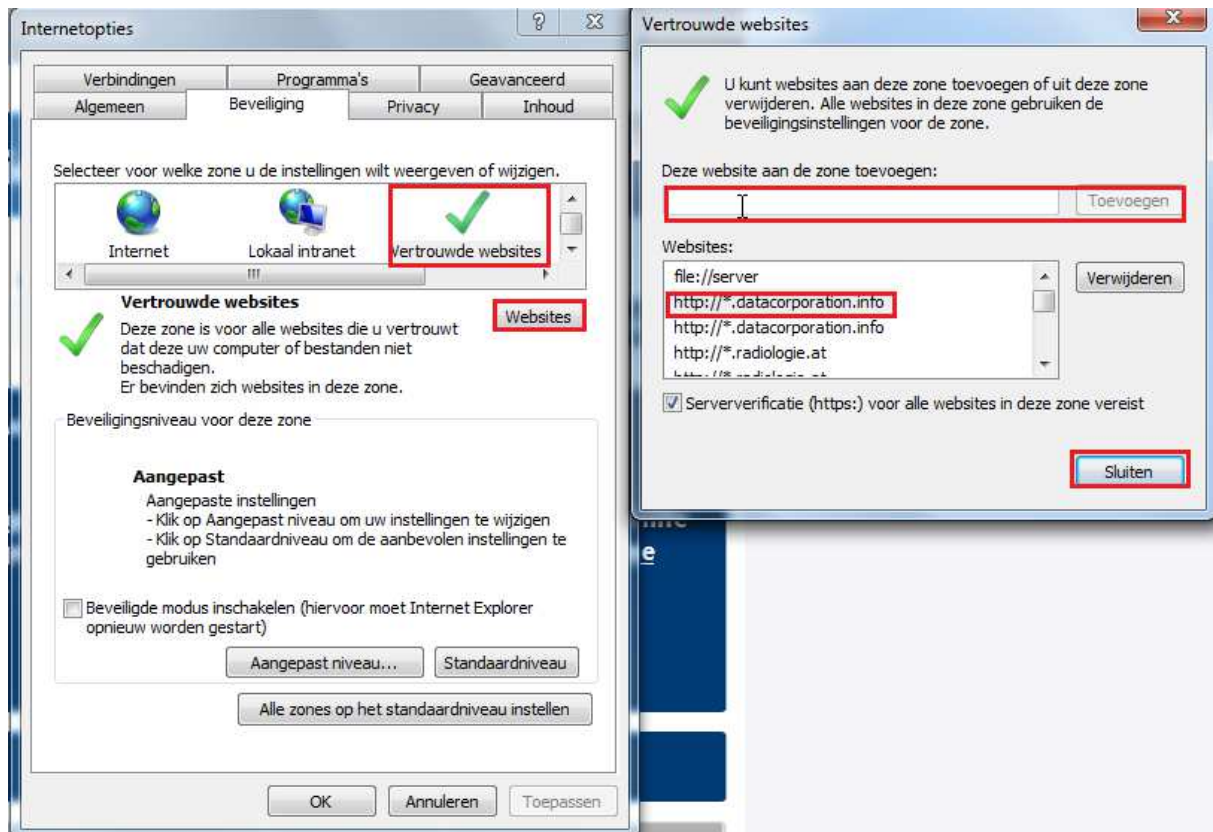 Internetopties
Verbindingen
Programma's
Geavanceerd
Algemeen
Beveiliging
Privacy
Inhoud
Selecteer voor welke zone u de instellingen wilt weergeven of wijzigen.
Internet
Lokaal intranet
Vertrouwde websites
Vertrouwde websites
Websites
Deze zone is voor alle websites die u vertrouwt
dat deze uw computer of bestanden niet
beschadigen.
Er bevinden zich websites in deze zone.
Beveiligingsniveau voor deze zone
Aangepast
Aangepaste instellingen
- Klik op Aangepast niveau om uw instellingen te wijzigen
- Klik op Standaardniveau om de aanbevolen instellingen te
gebruiken
Beveiligde modus inschakelen (hiervoor moet Internet Explorer
opnieuw worden gestart)
Aangepast niveau...
Standaardniveau
Alle zones op het standaardniveau instellen
OK
Annuleren
Toepassen
Vertrouwde websites
U kunt websites aan deze zone toevoegen of uit deze zone
verwijderen. Alle websites in deze zone gebruiken de
beveiligingsinstellingen voor de zone.
Deze website aan de zone toevoegen:
Toevoegen
Websites:
file://server
http://*.datacorporation.info
http://*.datacorporation.info
http://*.radiologie.at
Verwijderen
Serververificatie (https:) voor alle websites in deze zone vereist
Sluiten
e